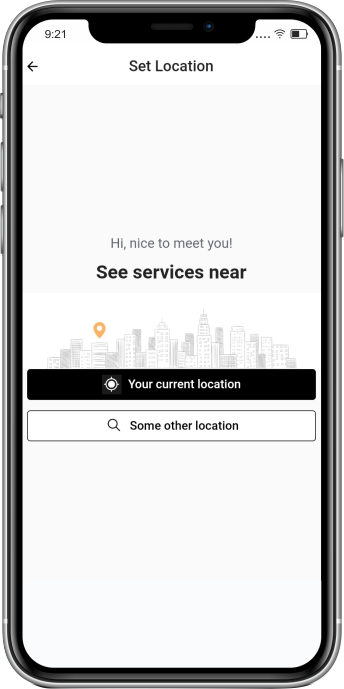 9:21
Set Location
Hi, nice to meet you!
See services near
Your current location
Some other location